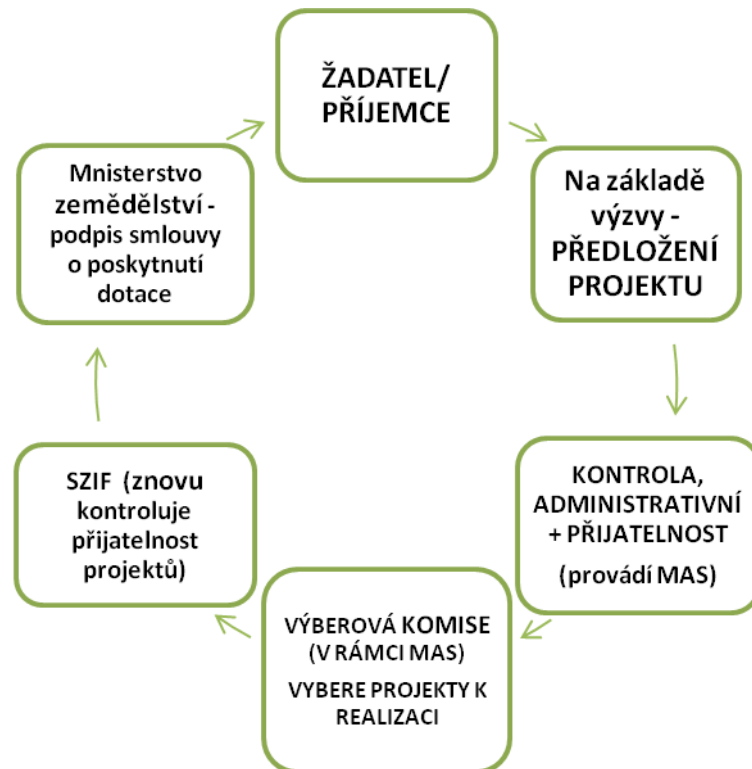 ŽADATEL/
PŘÍJEMCE
Na základě
výzvy -
PŘEDLOŽENÍ
PROJEKTU
KONTROLA,
ADMINISTRATIVNÍ
+ PŘIJATELNOST
(provádí MAS)
VÝBEROVÁ KOMISE
(V RÁMCI MAS)
VYBERE PROJEKTY K
REALIZACI
SZIF (znovu
kontroluje
přijatelnost
projektů)
Mnisterstvo
zemědělství -
podpis smlouvy
o poskytnutí
dotace